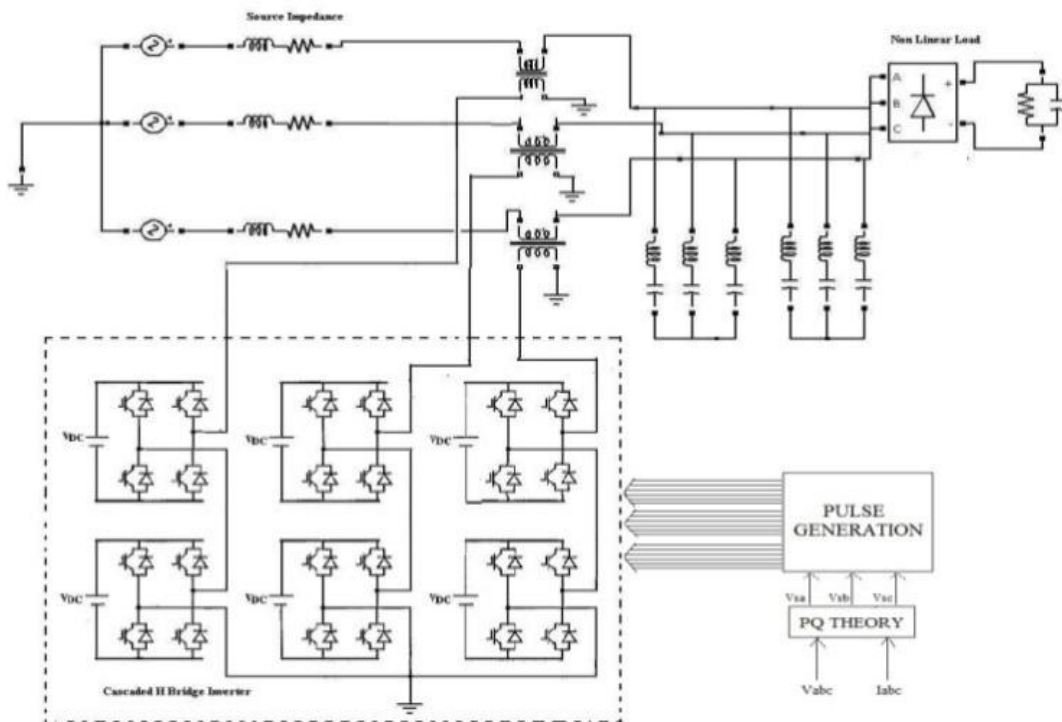 Source Impedance
Non Linear Load
A
B
C
+
-
VDC
VDC
VDC
VDC
VDC
VDC
Cascaded H Bridge Inverter
PULSE
GENERATION
Vsa Vsb Vsc
PQ THEORY
Vabc Iabc